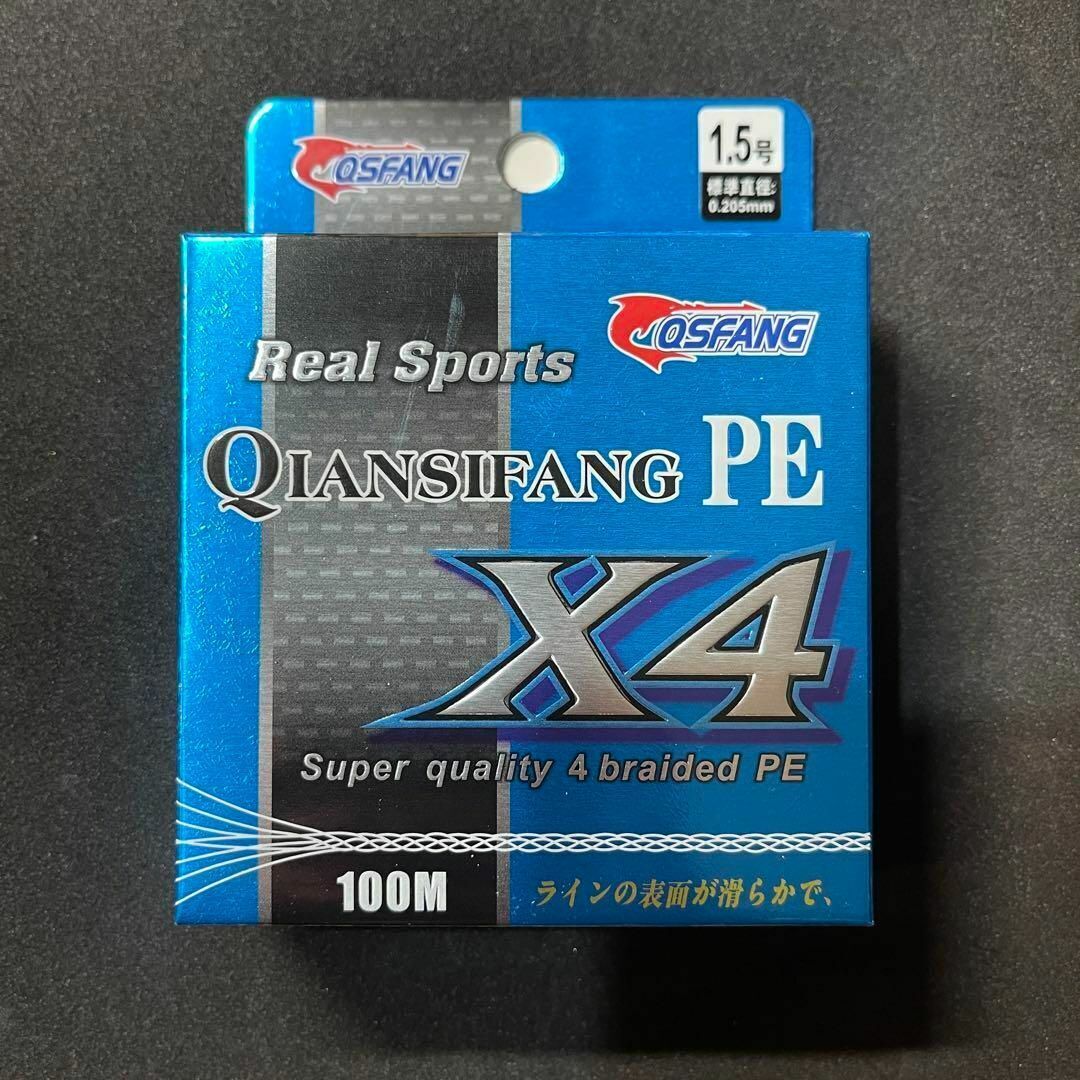 QSFANG
1.5号
標準直径:
0.205mm
QSFANG
Real Sports
QIANSIFANG PE
X4
Super quality 4 braided PE
100M
ラインの表面が滑らかで、